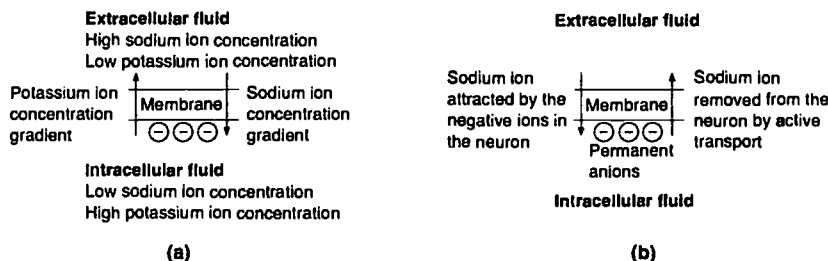 Extracellular fluid
High sodium ion concentration
Low potassium ion concentration
Potassium ion
concentration
gradient
Membrane
Sodium ion
concentration
gradient
− − −
Intracellular fluid
Low sodium ion concentration
High potassium ion concentration
(a)
Extracellular fluid
Sodium ion
attracted by the
negative ions in
the neuron
Membrane
Sodium ion
removed from the
neuron by active
transport
− − −
Permanent
anions
Intracellular fluid
(b)